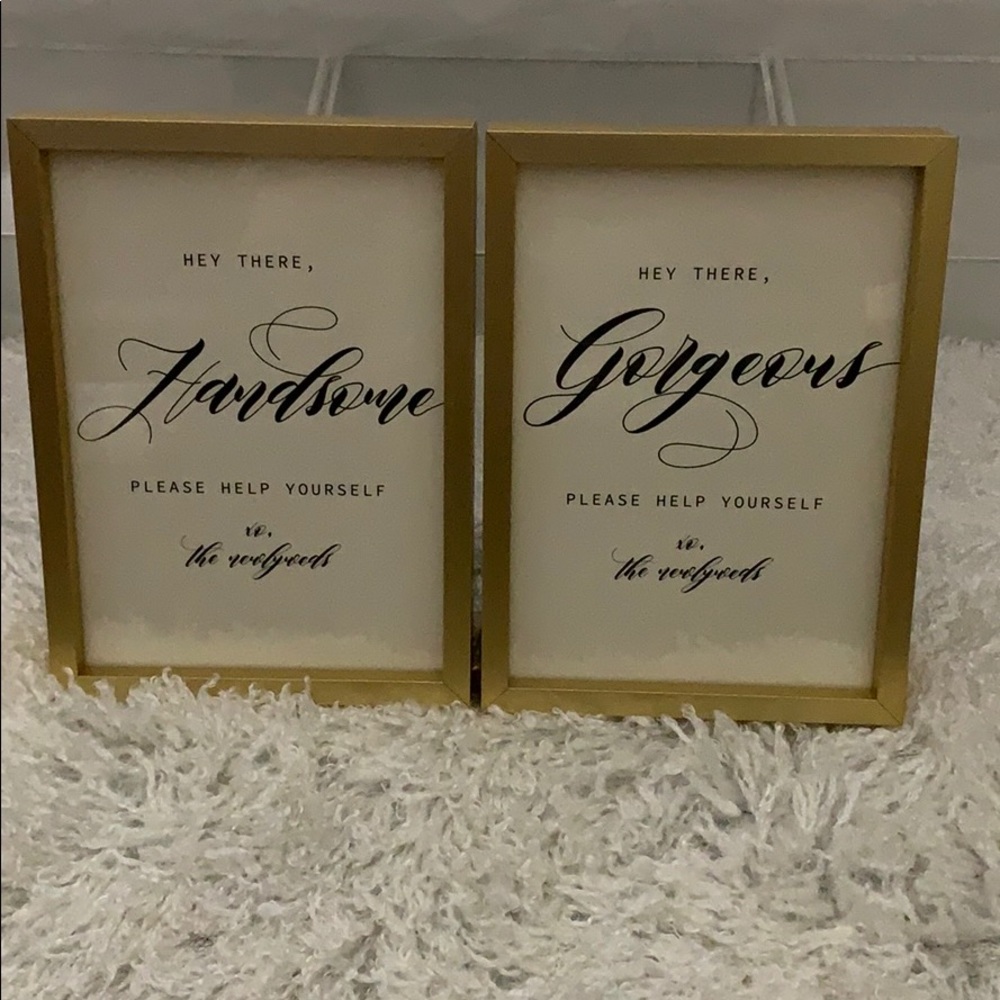 HEY THERE,
Handsome
PLEASE HELP YOURSELF
xo,
the newlyweds
HEY THERE,
Gorgeous
PLEASE HELP YOURSELF
xo,
the newlyweds